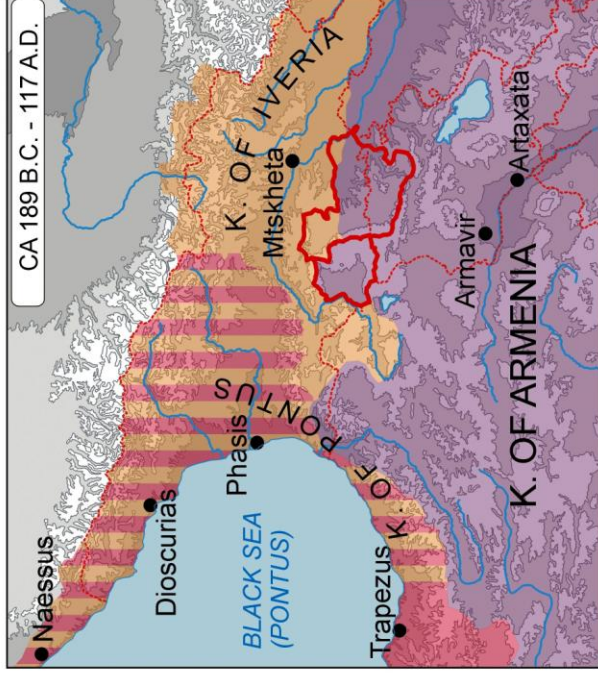 CA 189 B.C. - 117 A.D.
Naessus
Dioscurias
Phasis
BLACK SEA
(PONTUS)
Trapezus
K. OF PONTUS
K. OF IVERIA
Mtskheta
Armavir
Artaxata
K. OF ARMENIA